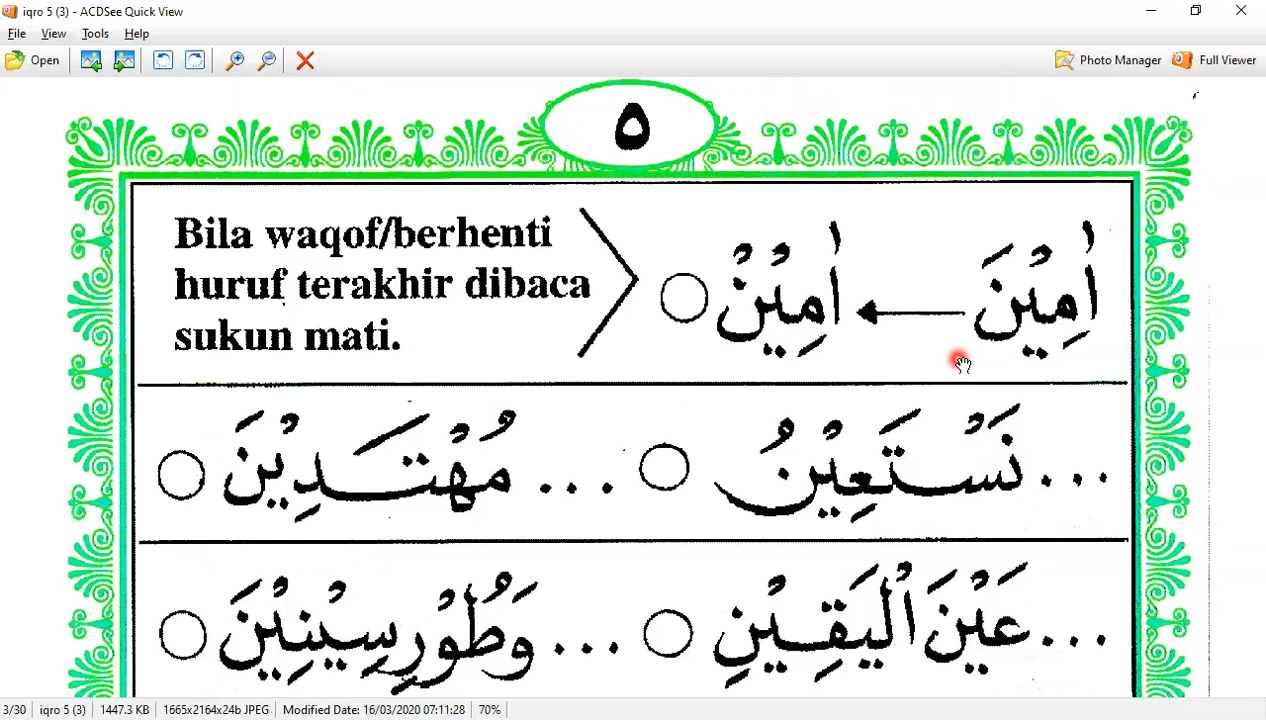 iqro 5 (3) - ACDSee Quick View
File View Tools Help
Open Photo Manager Full Viewer
٥
اٰمِيْنَ اٰمِيْنْ
Bila waqof/berhenti
huruf terakhir dibaca
sukun mati.
... نَسْتَعِيْنُ ... مُهْتَدِيْنَ
... عَيْنَ الْيَقِيْنِ ... وَطُوْرِسِيْنِيْنَ
3/30 iqro 5 (3) 1447.3 KB 1665x2164x24b JPEG Modified Date: 16/03/2020 07:11:28 70%